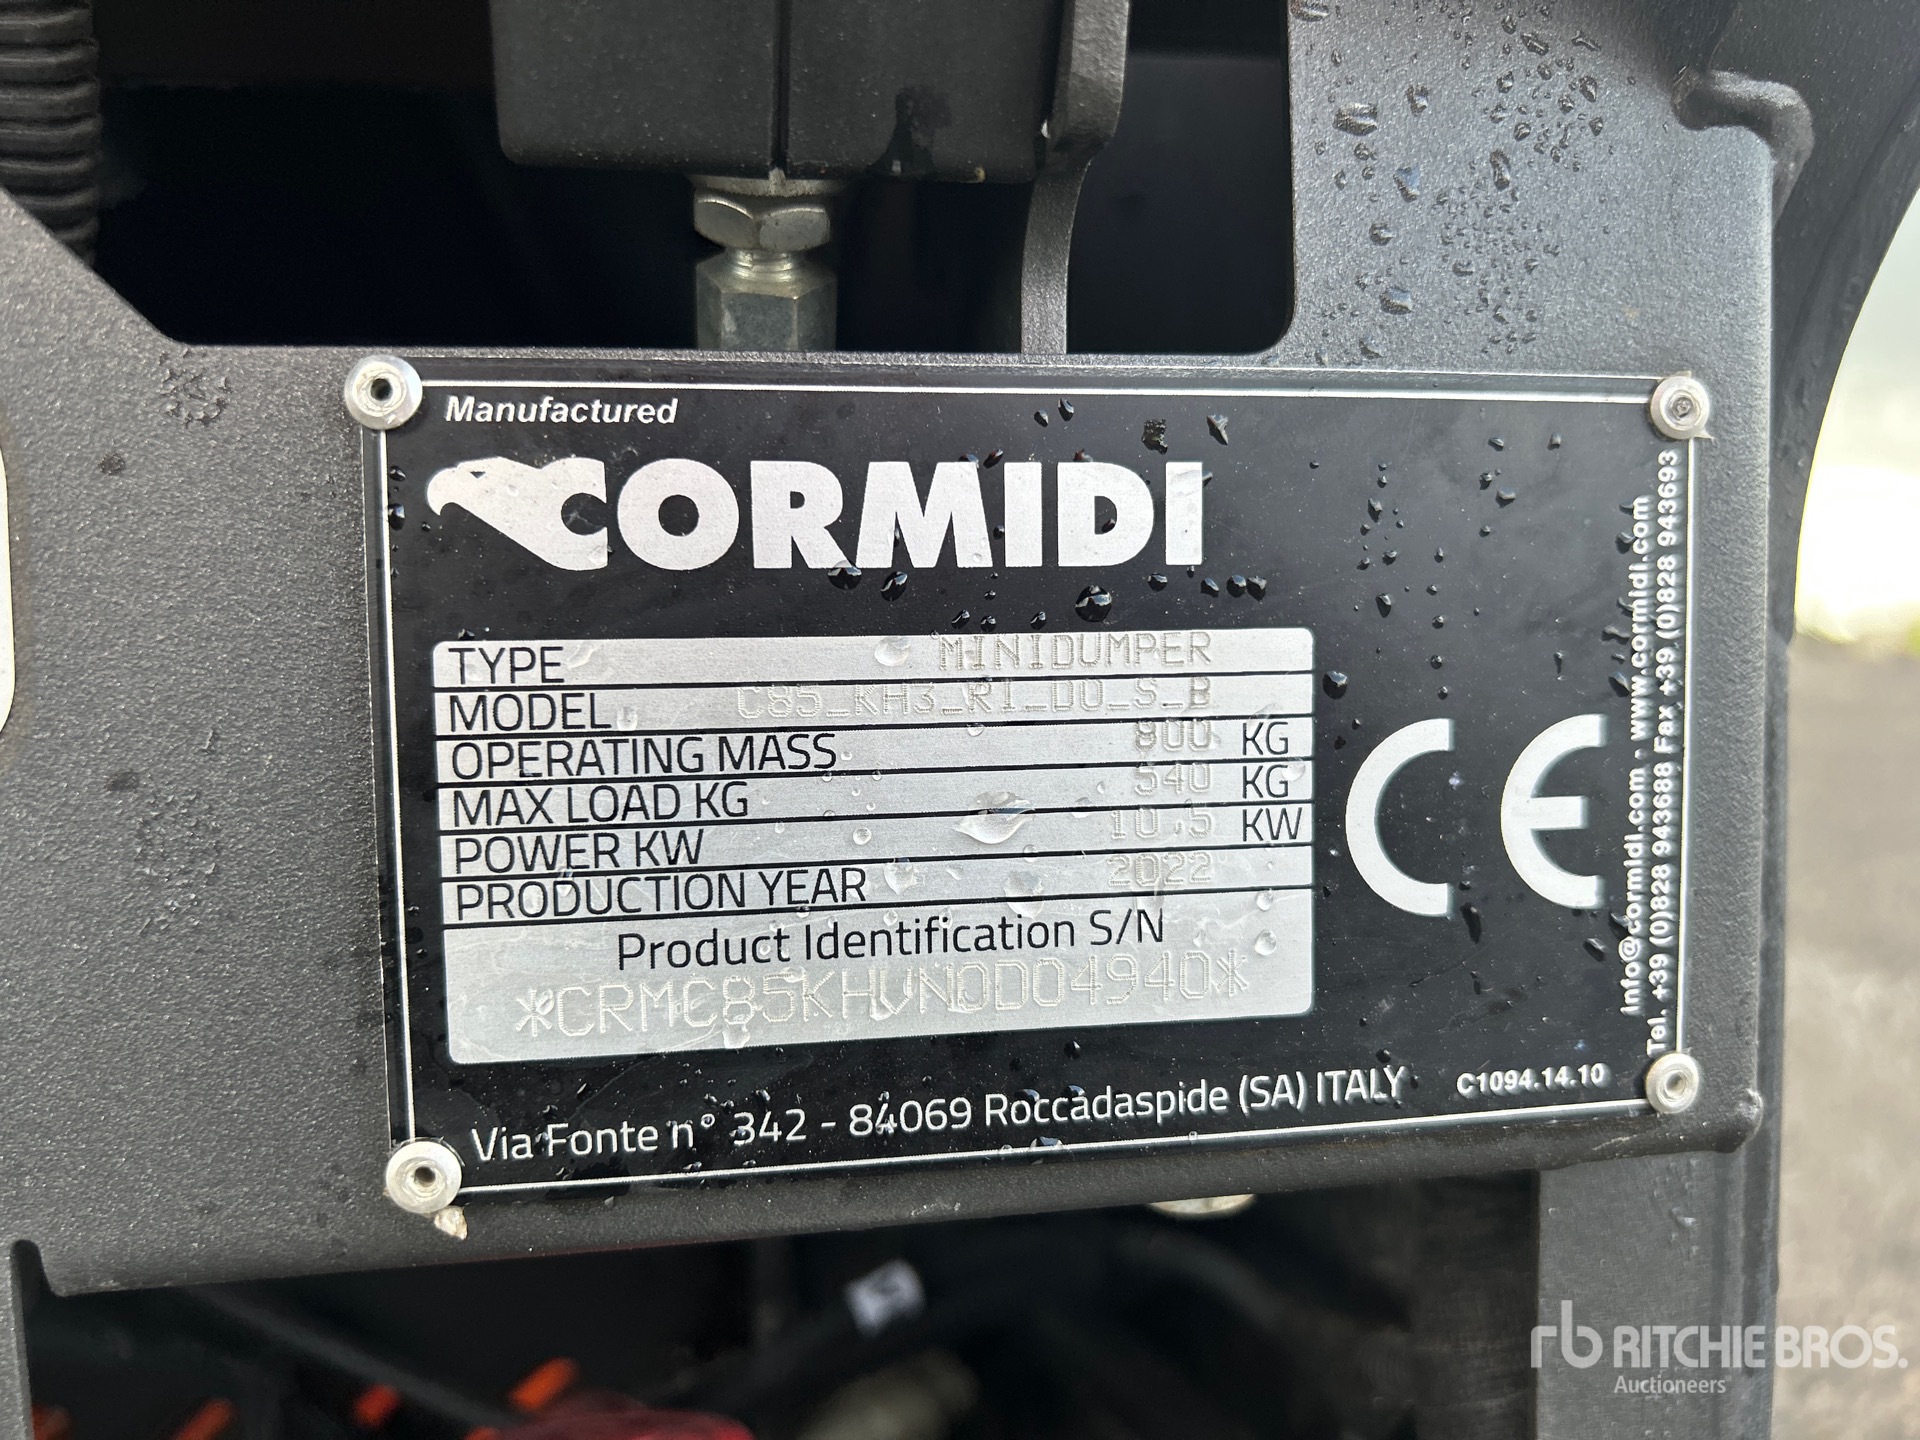 Manufactured
CORMIDI
TYPE MINIDUMPER
MODEL C85_KH3_R1_D0_S_B
OPERATING MASS 800 KG
MAX LOAD KG 540 KG
POWER KW 10.5 KW
PRODUCTION YEAR 2022
Product Identification S/N
*CRMC85KHVN0D04940*
CE
Info@cormidi.com - www.cormidi.com
Tel. +39 (0)828 943688 Fax +39 (0)828 943693
Via Fonte n° 342 - 84069 Roccadaspide (SA) ITALY
C1094.14.10
rb RITCHIE BROS.
Auctioneers